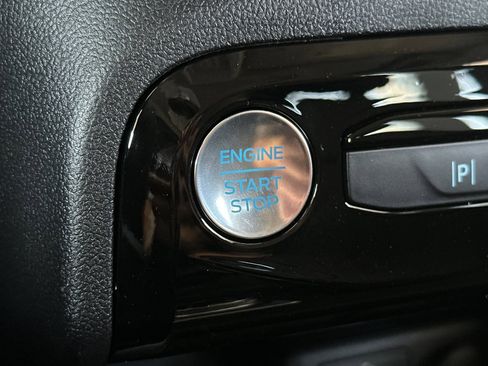 ENGINE
START
STOP
|P|